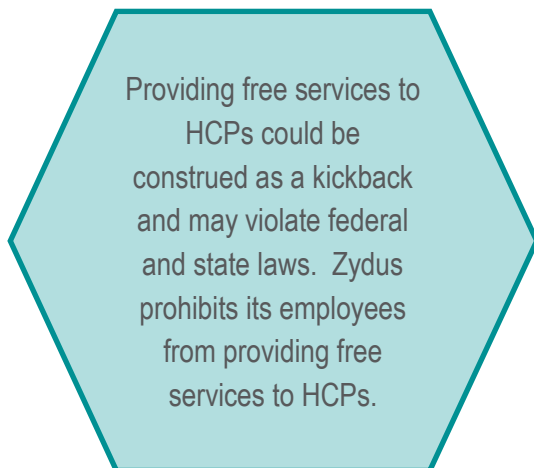 Providing free services to
HCPs could be
construed as a kickback
and may violate federal
and state laws.  Zydus
prohibits its employees
from providing free
services to HCPs.